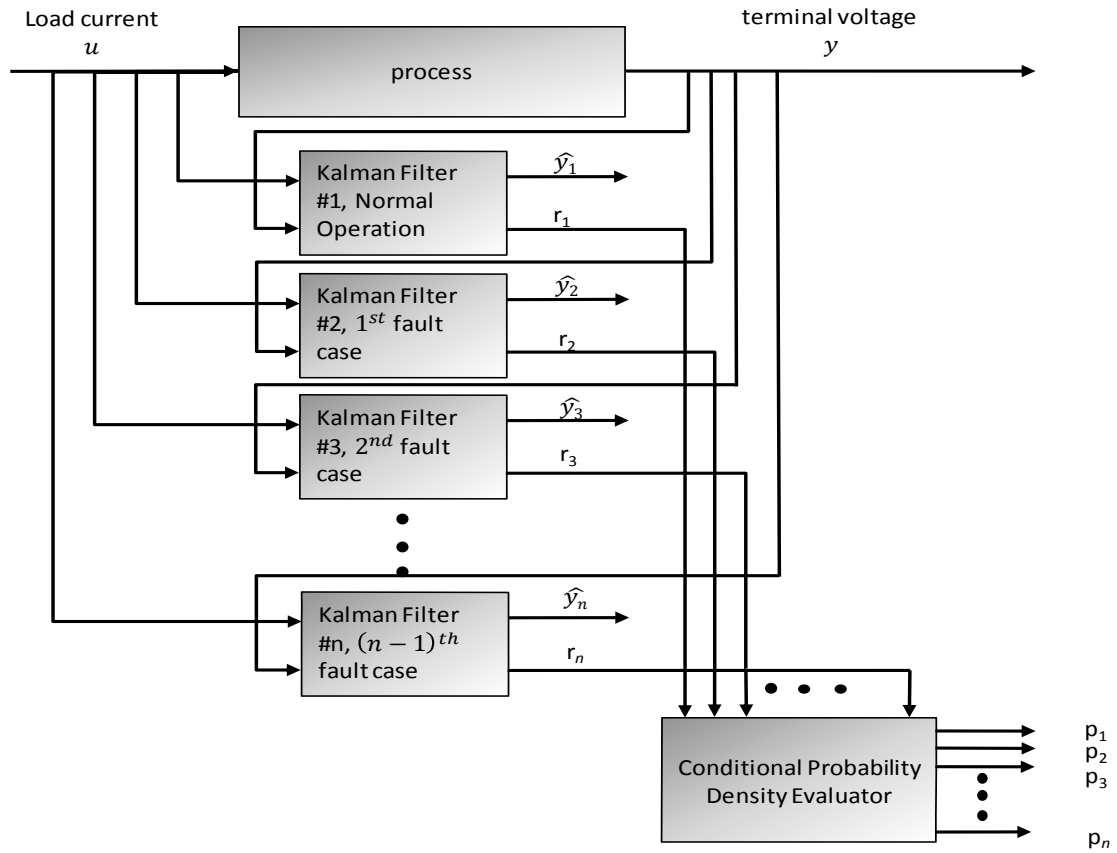 Load current
u
terminal voltage
y
process
Kalman Filter
#1, Normal
Operation
ŷ₁
r₁
Kalman Filter
#2, 1ˢᵗ fault
case
ŷ₂
r₂
Kalman Filter
#3, 2ⁿᵈ fault
case
ŷ₃
r₃
Kalman Filter
#n, (n − 1)ᵗʰ
fault case
ŷₙ
rₙ
Conditional Probability
Density Evaluator
p₁
p₂
p₃
pₙ